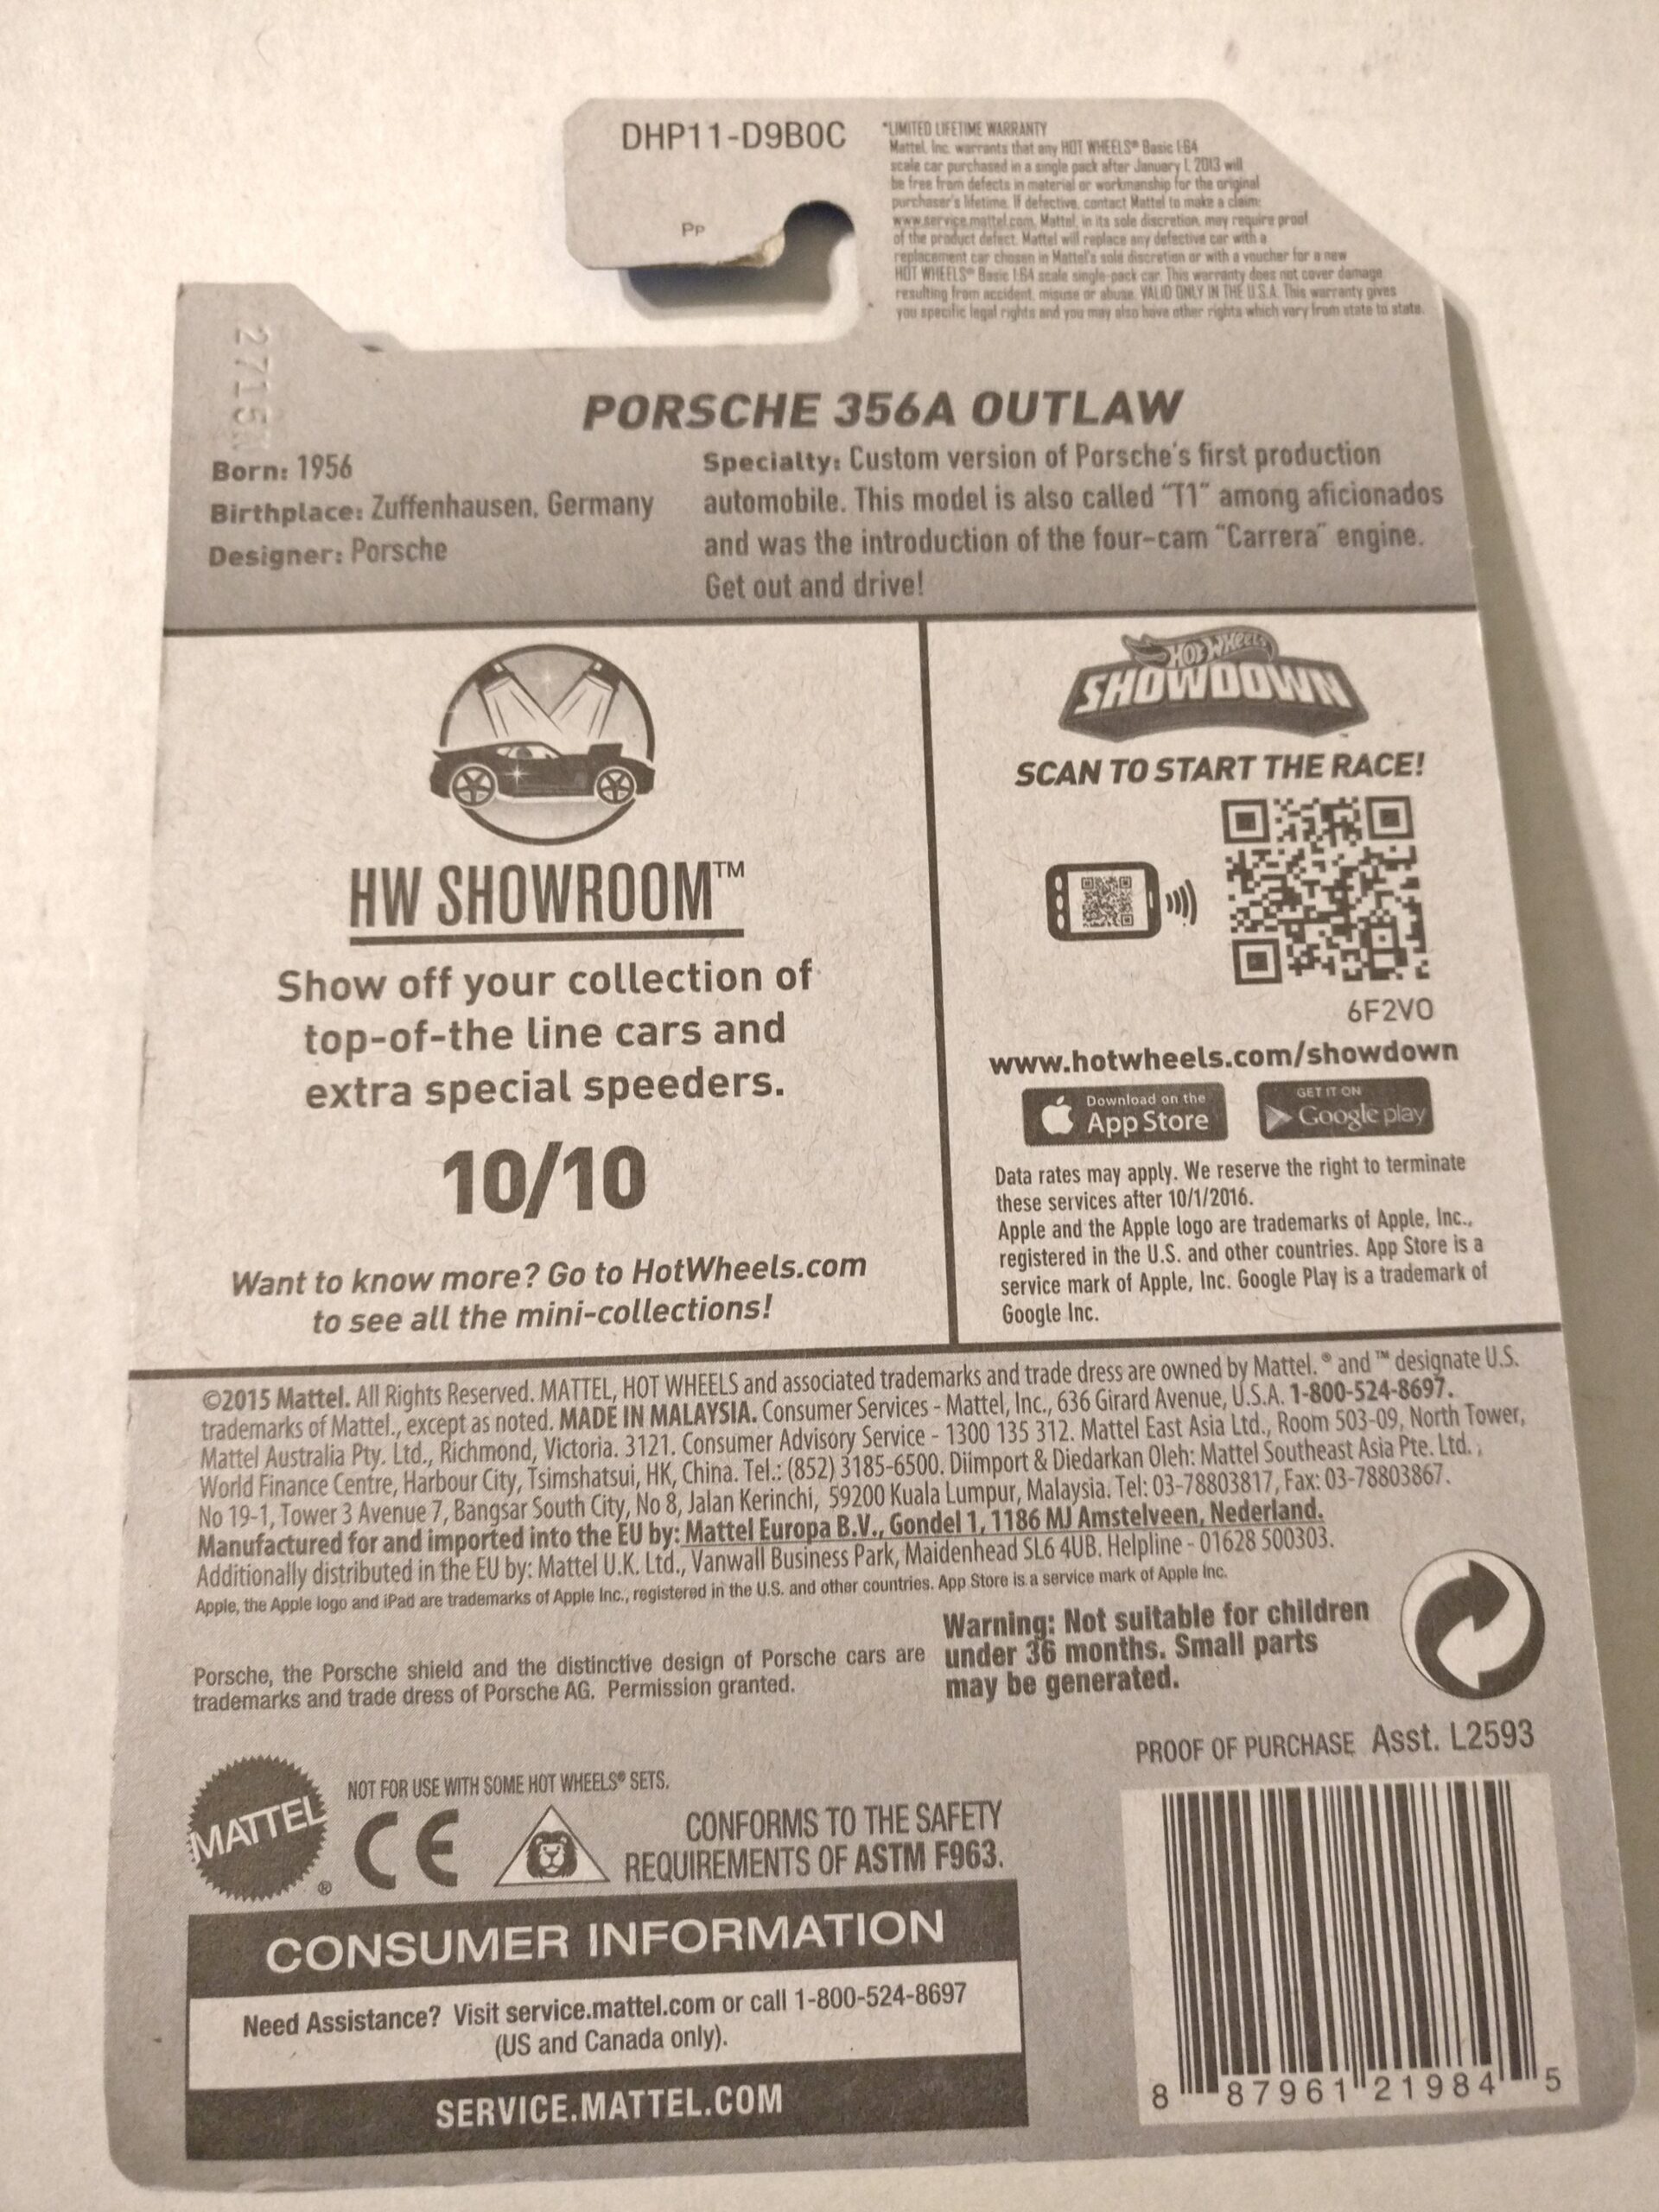 DHP11-D9B0C
Pp
*LIMITED LIFETIME WARRANTY
Mattel, Inc. warrants that any HOT WHEELS® Basic 1:64
scale car purchased in a single pack after January 1, 2013 will
be free from defects in material or workmanship for the original
purchaser's lifetime. If defective, contact Mattel to make a claim:
www.service.mattel.com. Mattel, in its sole discretion, may require proof
of the product defect. Mattel will replace any defective car with a
replacement car chosen in Mattel's sole discretion or with a voucher for a new
HOT WHEELS® Basic 1:64 scale single-pack car. This warranty does not cover damage
resulting from accident, misuse or abuse. VALID ONLY IN THE U.S.A. This warranty gives
you specific legal rights and you may also have other rights which vary from state to state.
PORSCHE 356A OUTLAW
Born: 1956
Birthplace: Zuffenhausen, Germany
Designer: Porsche
Specialty: Custom version of Porsche's first production
automobile. This model is also called "T1" among aficionados
and was the introduction of the four-cam "Carrera" engine.
Get out and drive!
HW SHOWROOM™
Show off your collection of
top-of-the line cars and
extra special speeders.
10/10
Want to know more? Go to HotWheels.com
to see all the mini-collections!
Hot Wheels
SHOWDOWN™
SCAN TO START THE RACE!
6F2VO
www.hotwheels.com/showdown
Download on the
App Store
GET IT ON
Google play
Data rates may apply. We reserve the right to terminate
these services after 10/1/2016.
Apple and the Apple logo are trademarks of Apple, Inc.,
registered in the U.S. and other countries. App Store is a
service mark of Apple, Inc. Google Play is a trademark of
Google Inc.
©2015 Mattel. All Rights Reserved. MATTEL, HOT WHEELS and associated trademarks and trade dress are owned by Mattel. ® and ™ designate U.S.
trademarks of Mattel., except as noted. MADE IN MALAYSIA. Consumer Services - Mattel, Inc., 636 Girard Avenue, U.S.A. 1-800-524-8697.
Mattel Australia Pty. Ltd., Richmond, Victoria. 3121. Consumer Advisory Service - 1300 135 312. Mattel East Asia Ltd., Room 503-09, North Tower,
World Finance Centre, Harbour City, Tsimshatsui, HK, China. Tel.: (852) 3185-6500. Diimport & Diedarkan Oleh: Mattel Southeast Asia Pte. Ltd.,
No 19-1, Tower 3 Avenue 7, Bangsar South City, No 8, Jalan Kerinchi, 59200 Kuala Lumpur, Malaysia. Tel: 03-78803817, Fax: 03-78803867.
Manufactured for and imported into the EU by: Mattel Europa B.V., Gondel 1, 1186 MJ Amstelveen, Nederland.
Additionally distributed in the EU by: Mattel U.K. Ltd., Vanwall Business Park, Maidenhead SL6 4UB. Helpline - 01628 500303.
Apple, the Apple logo and iPad are trademarks of Apple Inc., registered in the U.S. and other countries. App Store is a service mark of Apple Inc.
Porsche, the Porsche shield and the distinctive design of Porsche cars are
trademarks and trade dress of Porsche AG. Permission granted.
Warning: Not suitable for children
under 36 months. Small parts
may be generated.
PROOF OF PURCHASE Asst. L2593
MATTEL®
NOT FOR USE WITH SOME HOT WHEELS® SETS.
CE
CONFORMS TO THE SAFETY
REQUIREMENTS OF ASTM F963.
CONSUMER INFORMATION
Need Assistance? Visit service.mattel.com or call 1-800-524-8697
(US and Canada only).
SERVICE.MATTEL.COM
8 87961 21984 5